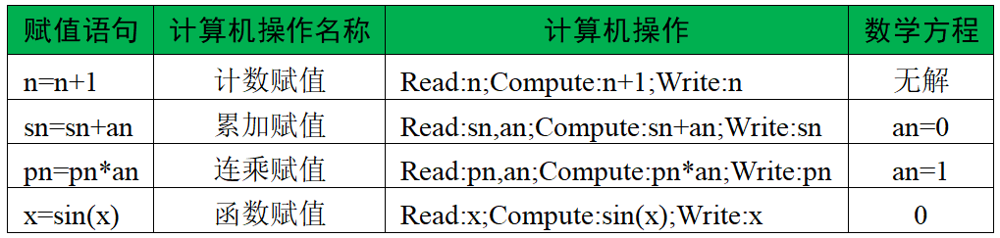 赋值语句 计算机操作名称 计算机操作 数学方程
n=n+1 计数赋值 Read:n;Compute:n+1;Write:n 无解
sn=sn+an 累加赋值 Read:sn,an;Compute:sn+an;Write:sn an=0
pn=pn*an 连乘赋值 Read:pn,an;Compute:pn*an;Write:pn an=1
x=sin(x) 函数赋值 Read:x;Compute:sin(x);Write:x 0